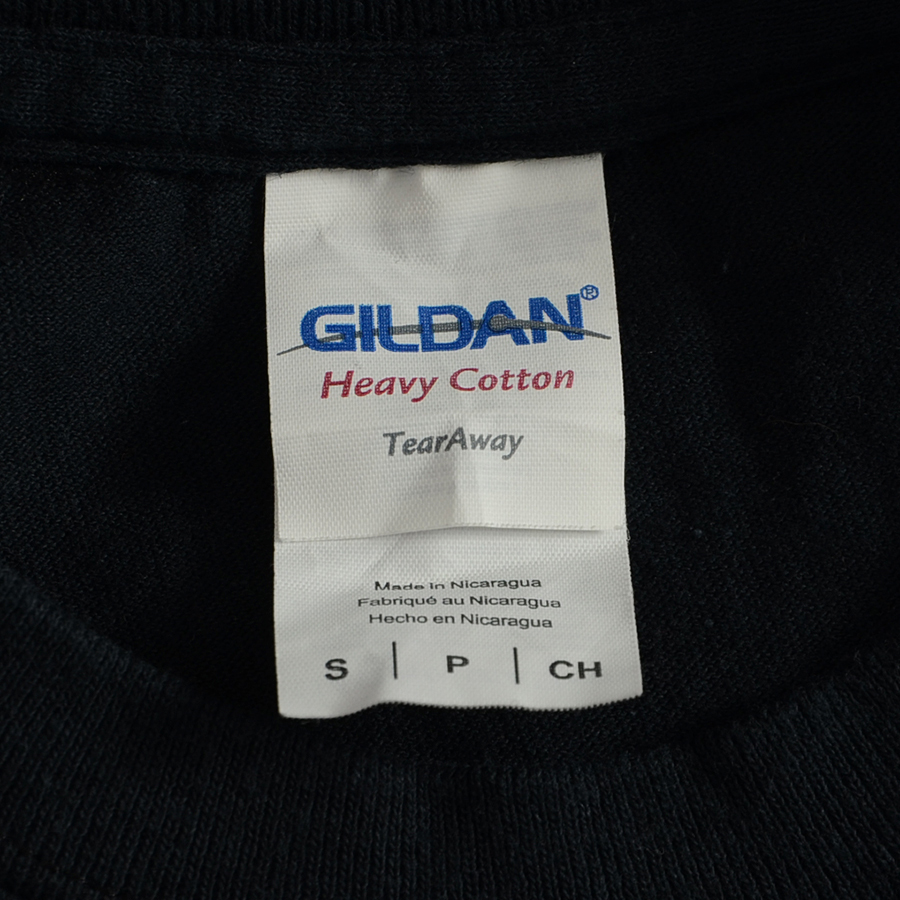 GILDAN®
Heavy Cotton
TearAway
Made in Nicaragua
Fabriqué au Nicaragua
Hecho en Nicaragua
S | P | CH